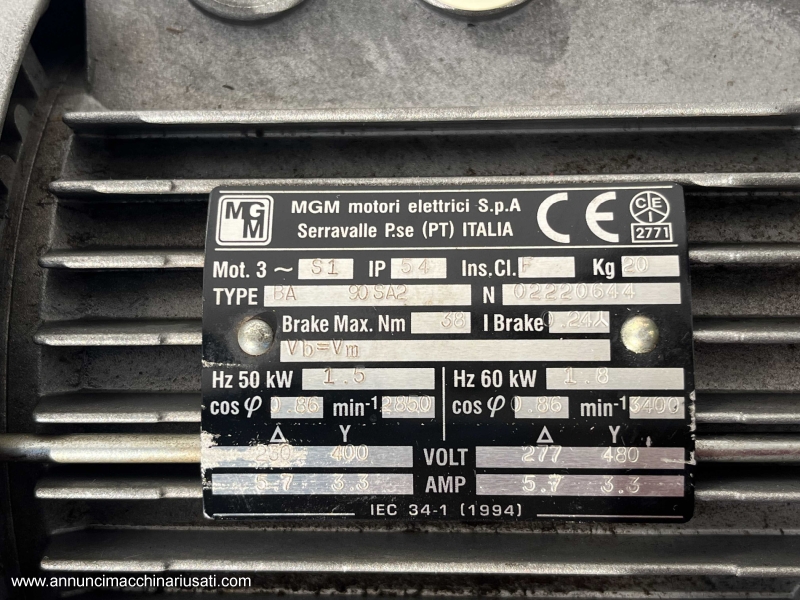 MGM
MGM motori elettrici S.p.A
Serravalle P.se (PT) ITALIA
CE
CEI
2771
Mot. 3 ~ S1 IP 54 Ins.Cl. F Kg 20
TYPE BA 90SA2 N 02220644
Brake Max. Nm 38 I Brake 0.24A
Vb=Vm
Hz 50 kW 1.5 Hz 60 kW 1.8
cos φ 0.86 min-1 2850 cos φ 0.86 min-1 3400
Δ Y Δ Y
230 400 VOLT 277 480
5.7 3.3 AMP 5.7 3.3
IEC 34-1 (1994)
www.annuncimacchinariusati.com